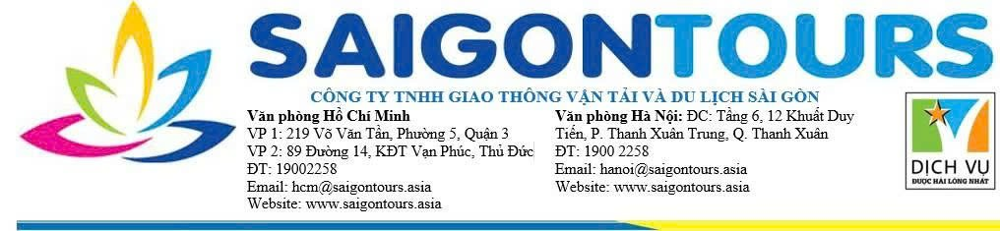 SAIGONTOURS
CÔNG TY TNHH GIAO THÔNG VẬN TẢI VÀ DU LỊCH SÀI GÒN
Văn phòng Hồ Chí Minh
VP 1: 219 Võ Văn Tần, Phường 5, Quận 3
VP 2: 89 Đường 14, KĐT Vạn Phúc, Thủ Đức
ĐT: 19002258
Email: hcm@saigontours.asia
Website: www.saigontours.asia
Văn phòng Hà Nội: ĐC: Tầng 6, 12 Khuất Duy
Tiến, P. Thanh Xuân Trung, Q. Thanh Xuân
ĐT: 1900 2258
Email: hanoi@saigontours.asia
Website: www.saigontours.asia
DỊCH VỤ
ĐƯỢC HÀI LÒNG NHẤT